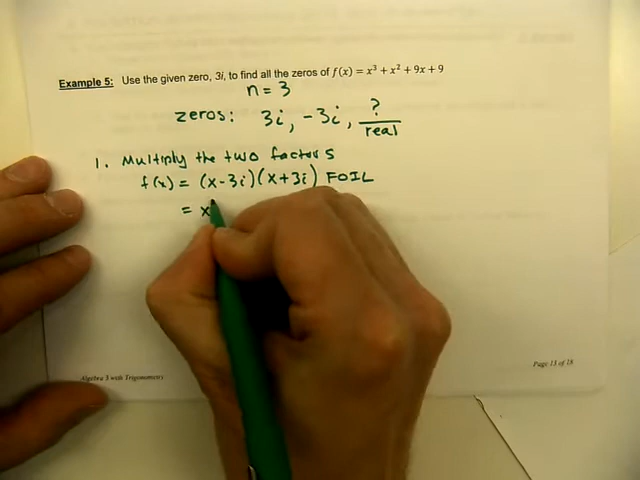 Example 5: Use the given zero, 3i, to find all the zeros of f(x) = x³ + x² + 9x + 9
n = 3
zeros: 3i, -3i, ?
real
1. Multiply the two factors
f(x) = (x-3i)(x+3i) FOIL
= x
Algebra 3 with Trigonometry
Page 13 of 28